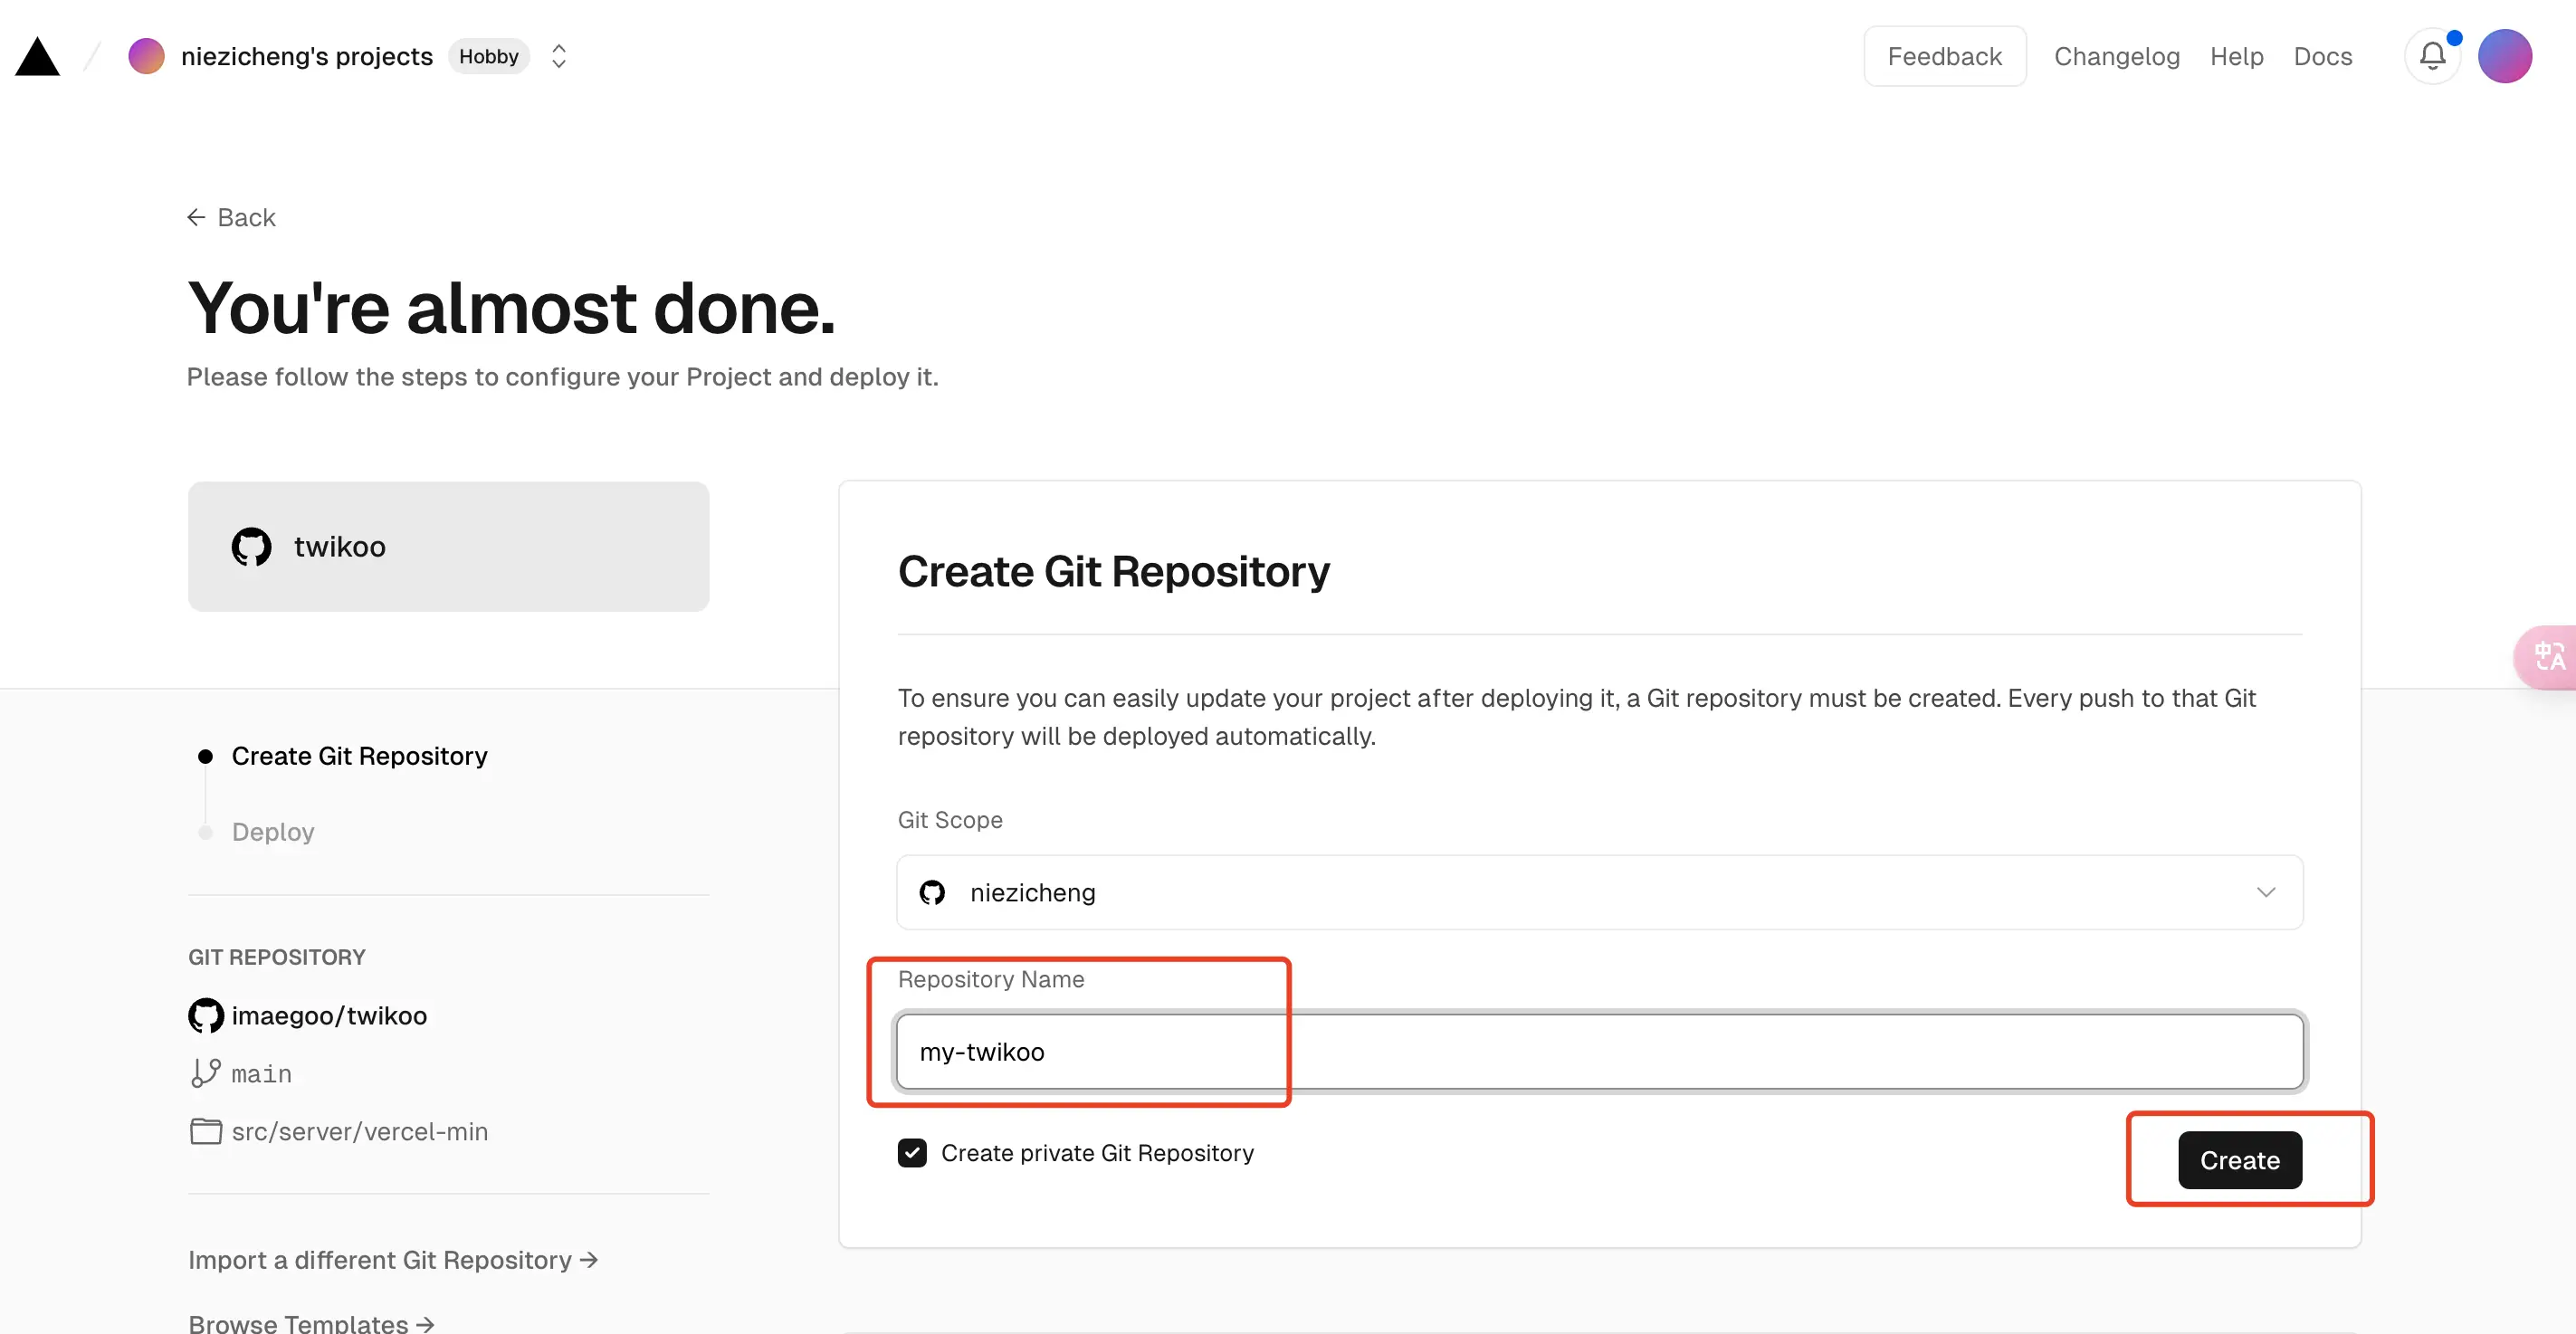 niezicheng's projects Hobby
Feedback Changelog Help Docs
Back
You're almost done.
Please follow the steps to configure your Project and deploy it.
twikoo
Create Git Repository
Deploy
GIT REPOSITORY
imaegoo/twikoo
main
src/server/vercel-min
Import a different Git Repository →
Browse Templates →
Create Git Repository
To ensure you can easily update your project after deploying it, a Git repository must be created. Every push to that Git
repository will be deployed automatically.
Git Scope
niezicheng
Repository Name
my-twikoo
Create private Git Repository
Create
中A